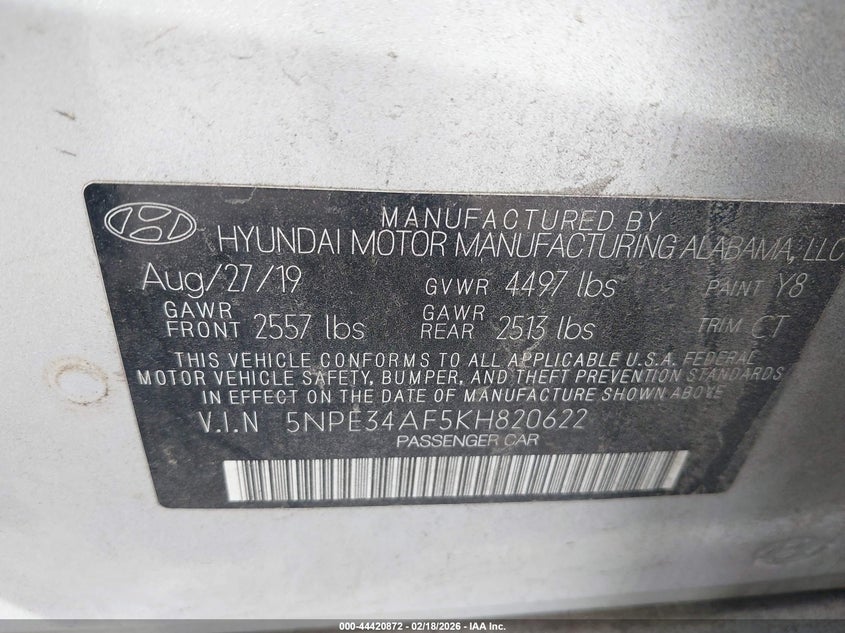 MANUFACTURED BY
HYUNDAI MOTOR MANUFACTURING ALABAMA, LLC
Aug/27/19 GVWR 4497 lbs PAINT Y8
GAWR FRONT 2557 lbs GAWR REAR 2513 lbs TRIM CT
THIS VEHICLE CONFORMS TO ALL APPLICABLE U.S.A. FEDERAL
MOTOR VEHICLE SAFETY, BUMPER, AND THEFT PREVENTION STANDARDS
IN EFFECT ON THE DATE OF MANUFACTURE SHOWN ABOVE
V.I.N 5NPE34AF5KH820622
PASSENGER CAR
000-44420872 - 02/18/2026 - IAA Inc.